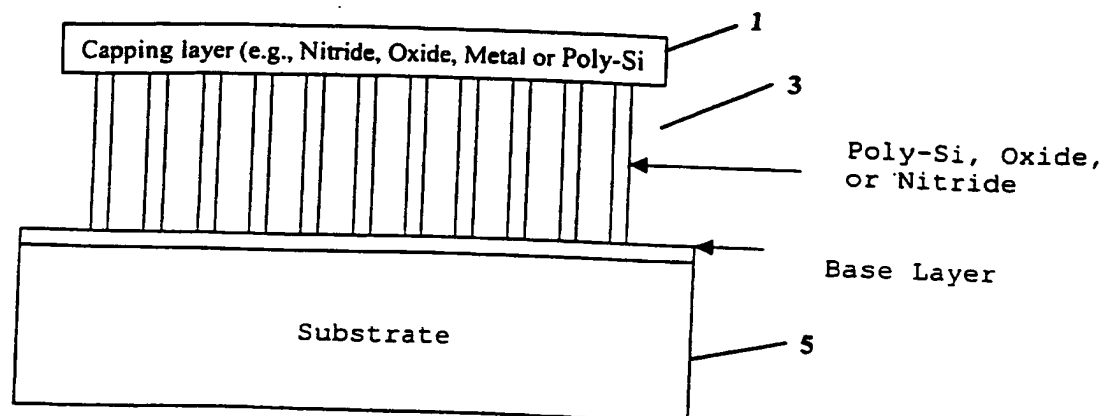 1
Capping layer (e.g., Nitride, Oxide, Metal or Poly-Si
3
Poly-Si, Oxide,
or Nitride
Base Layer
Substrate
5